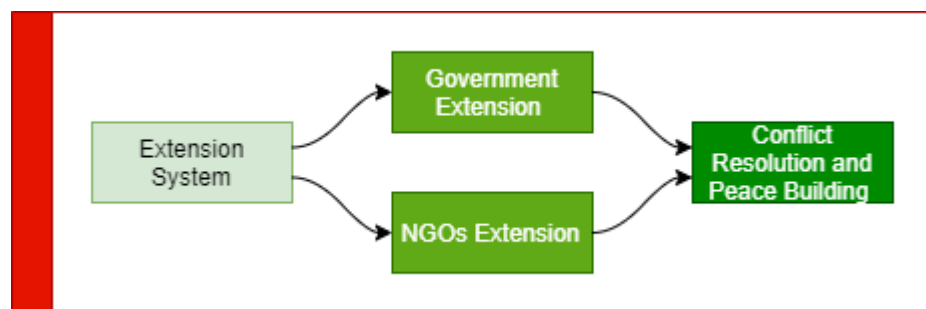 Extension
System
Government
Extension
NGOs Extension
Conflict
Resolution and
Peace Building